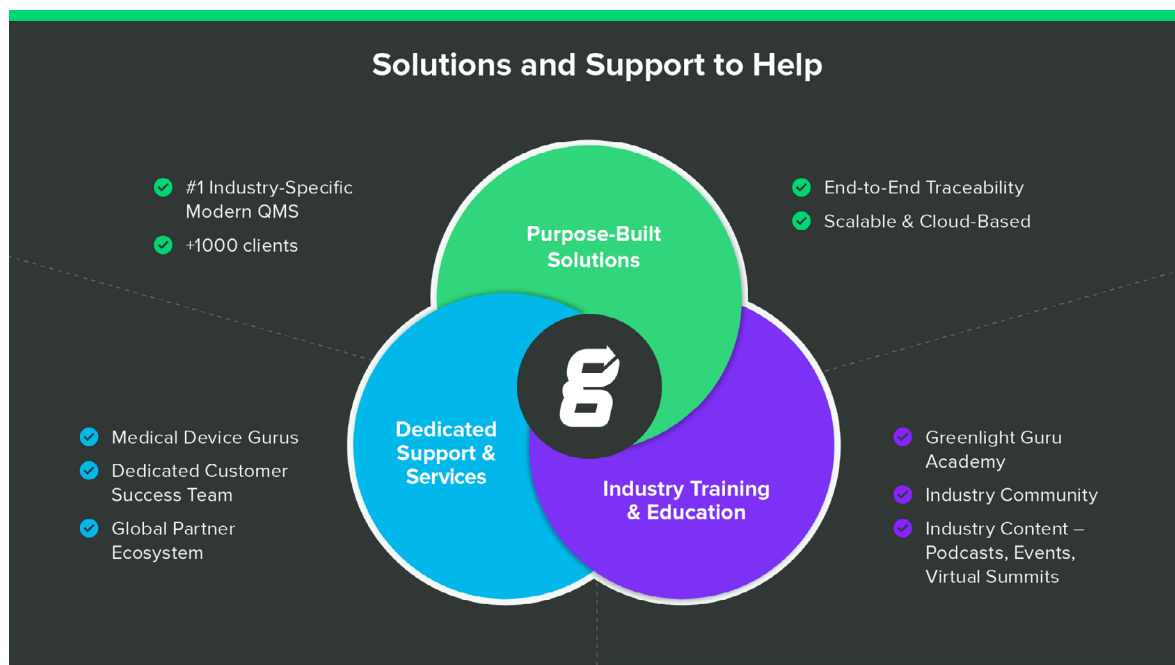 Solutions and Support to Help
#1 Industry-Specific
Modern QMS
+1000 clients
End-to-End Traceability
Scalable & Cloud-Based
Purpose-Built
Solutions
Dedicated
Support &
Services
Industry Training
& Education
Medical Device Gurus
Dedicated Customer
Success Team
Global Partner
Ecosystem
Greenlight Guru
Academy
Industry Community
Industry Content –
Podcasts, Events,
Virtual Summits